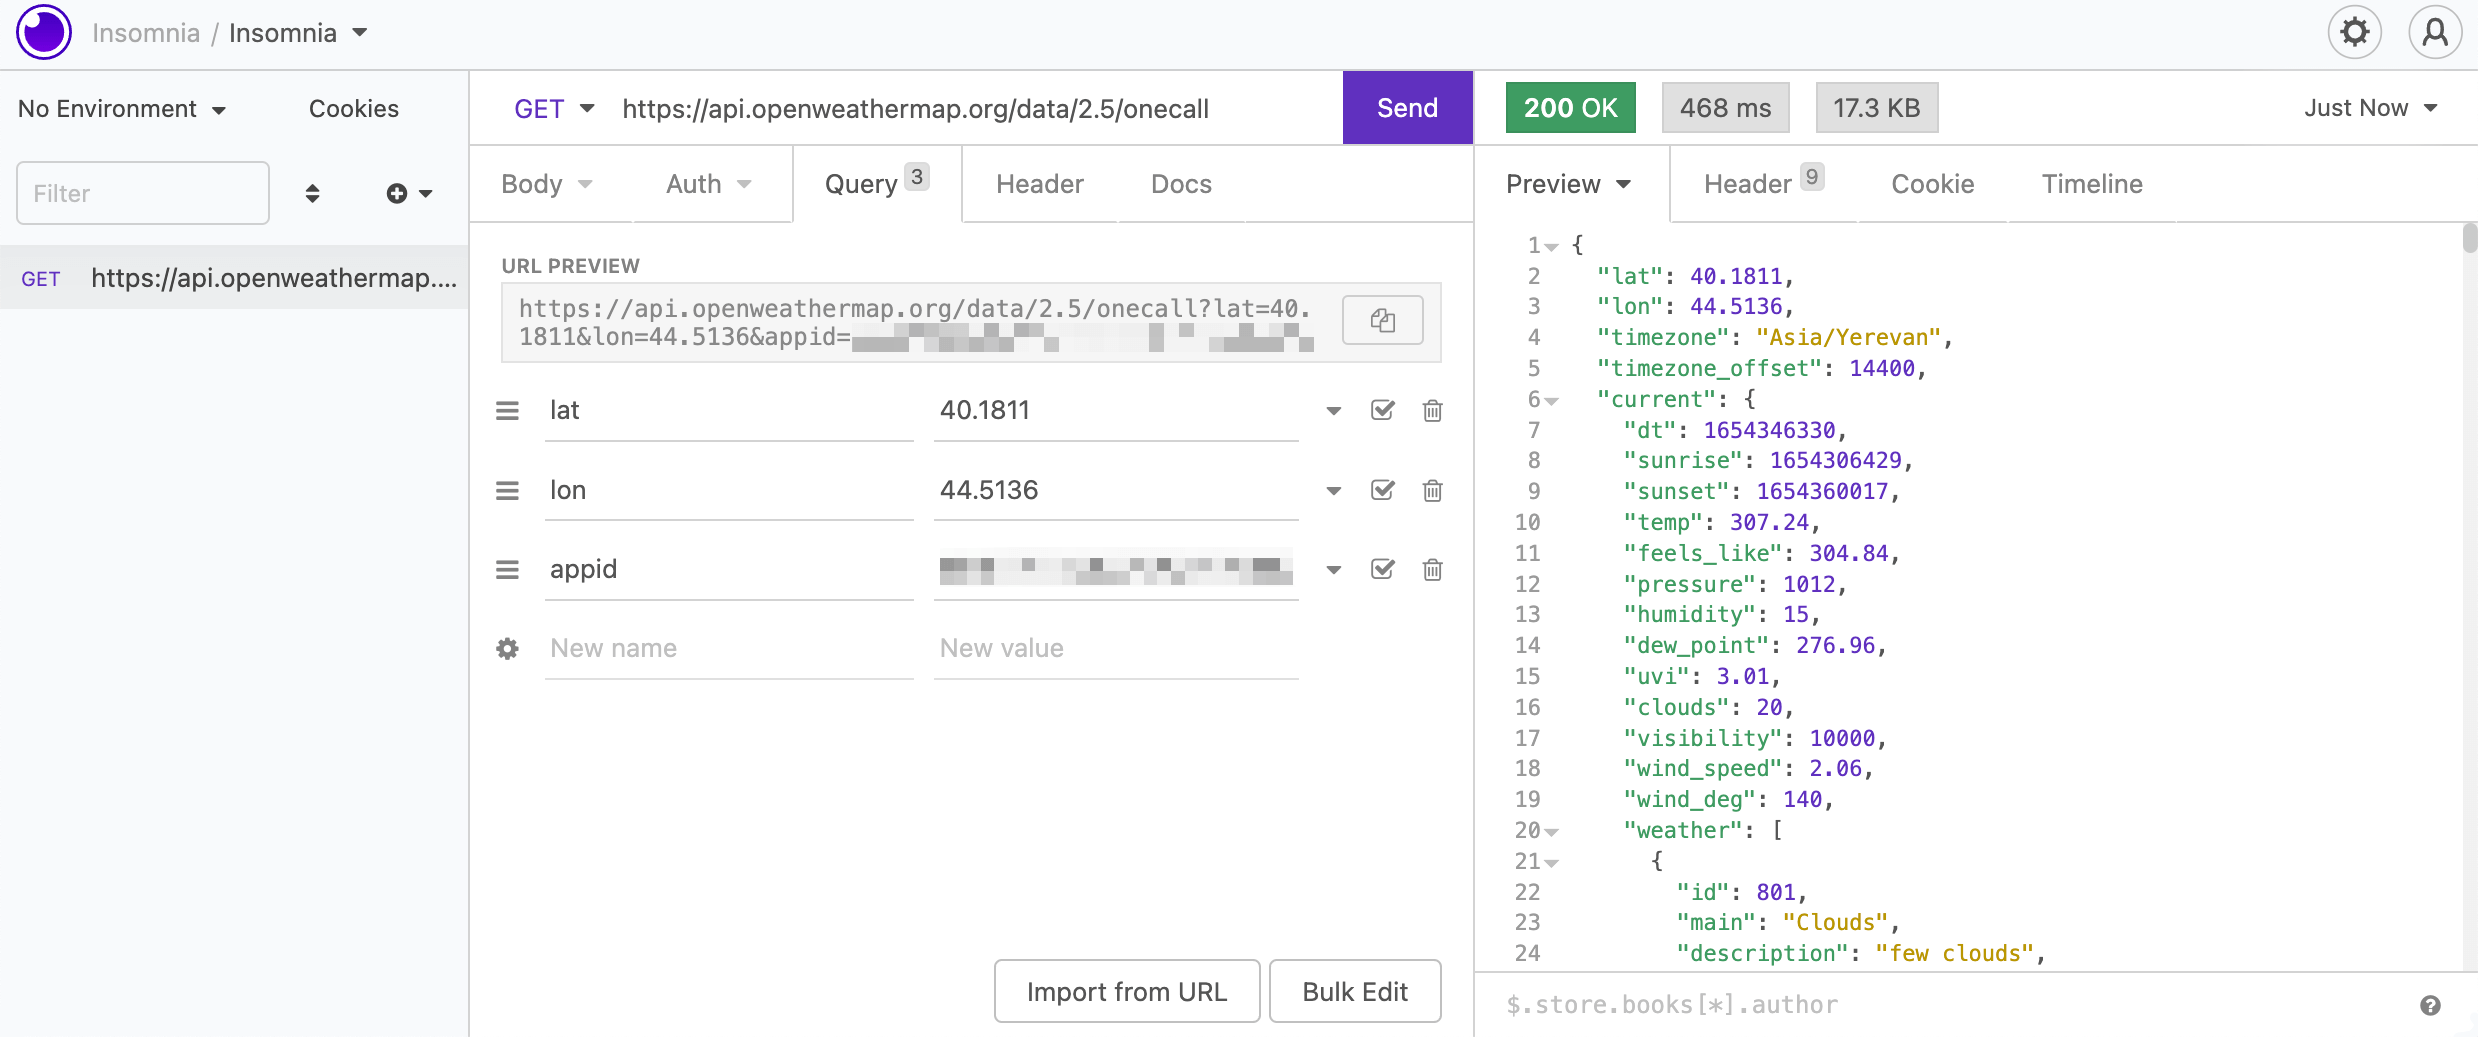 Insomnia / Insomnia
No Environment
Cookies
Filter
GET https://api.openweathermap....
GET https://api.openweathermap.org/data/2.5/onecall
Send
Body
Auth
Query 3
Header
Docs
URL PREVIEW
https://api.openweathermap.org/data/2.5/onecall?lat=40.
1811&lon=44.5136&appid=
lat 40.1811
lon 44.5136
appid
New name New value
Import from URL
Bulk Edit
200 OK
468 ms
17.3 KB
Just Now
Preview
Header 9
Cookie
Timeline
1 {
2 "lat": 40.1811,
3 "lon": 44.5136,
4 "timezone": "Asia/Yerevan",
5 "timezone_offset": 14400,
6 "current": {
7 "dt": 1654346330,
8 "sunrise": 1654306429,
9 "sunset": 1654360017,
10 "temp": 307.24,
11 "feels_like": 304.84,
12 "pressure": 1012,
13 "humidity": 15,
14 "dew_point": 276.96,
15 "uvi": 3.01,
16 "clouds": 20,
17 "visibility": 10000,
18 "wind_speed": 2.06,
19 "wind_deg": 140,
20 "weather": [
21 {
22 "id": 801,
23 "main": "Clouds",
24 "description": "few clouds",
$.store.books[*].author